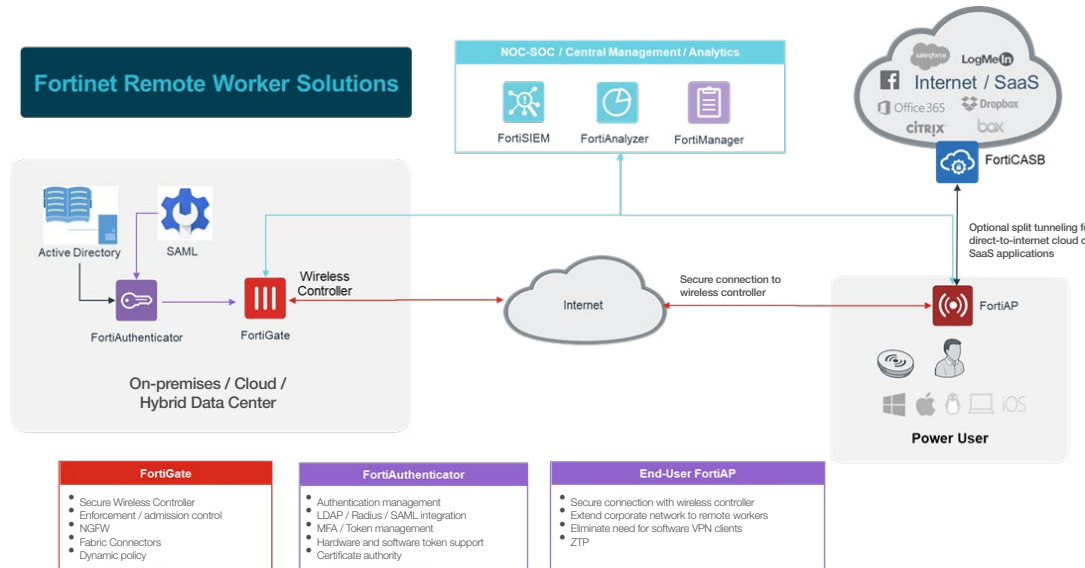 Fortinet Remote Worker Solutions
NOC-SOC / Central Management / Analytics
FortiSIEM
FortiAnalyzer
FortiManager
salesforce
LogMeIn
Internet / SaaS
Office 365
Dropbox
CITRIX
box
FortiCASB
Optional split tunneling
direct-to-internet cloud
SaaS applications
Active Directory
SAML
FortiAuthenticator
Wireless
Controller
FortiGate
On-premises / Cloud /
Hybrid Data Center
Internet
Secure connection to
wireless controller
FortiAP
iOS
Power User
FortiGate
Secure Wireless Controller
Enforcement / admission control
NGFW
Fabric Connectors
Dynamic policy
FortiAuthenticator
Authentication management
LDAP / Radius / SAML integration
MFA / Token management
Hardware and software token support
Certificate authority
End-User FortiAP
Secure connection with wireless controller
Extend corporate network to remote workers
Eliminate need for software VPN clients
ZTP